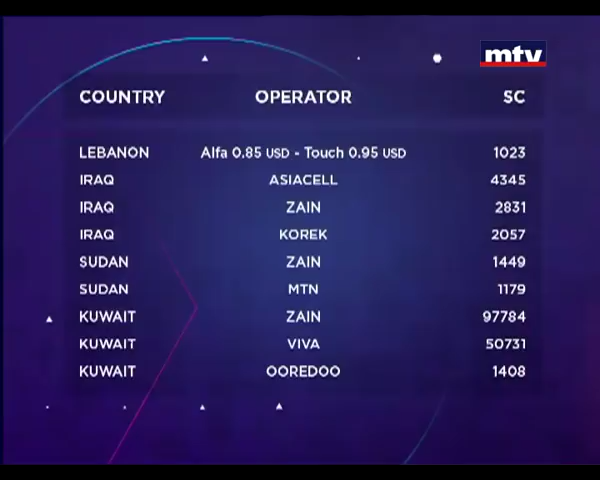 mtv
COUNTRY OPERATOR SC
LEBANON Alfa 0.85 USD - Touch 0.95 USD 1023
IRAQ ASIACELL 4345
IRAQ ZAIN 2831
IRAQ KOREK 2057
SUDAN ZAIN 1449
SUDAN MTN 1179
KUWAIT ZAIN 97784
KUWAIT VIVA 50731
KUWAIT OOREDOO 1408